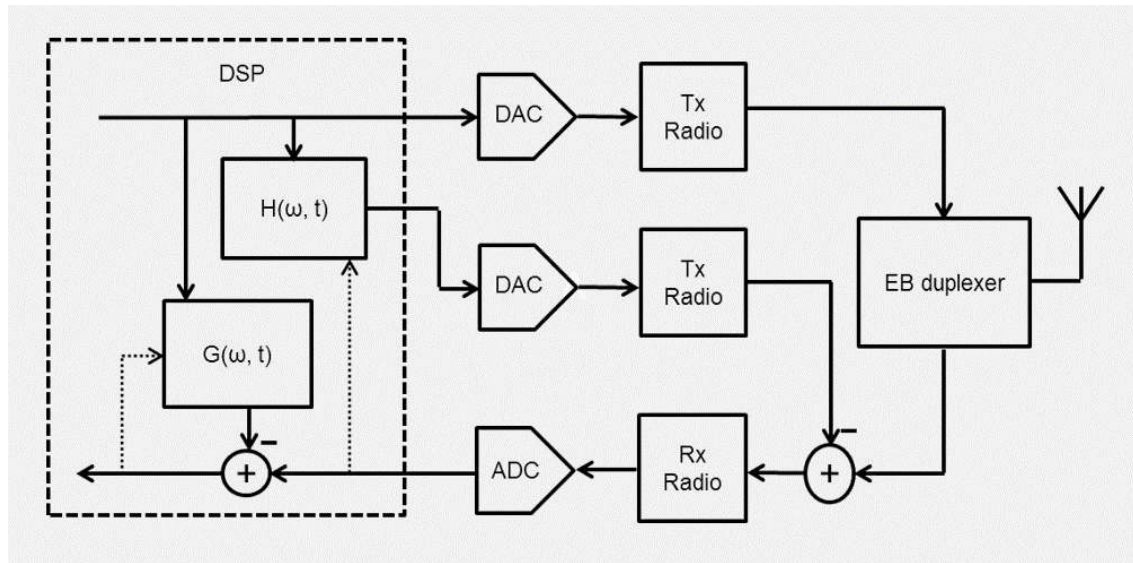 DSP
DAC
Tx
Radio
H(ω, t)
DAC
Tx
Radio
EB duplexer
G(ω, t)
−
+
ADC
Rx
Radio
−
+